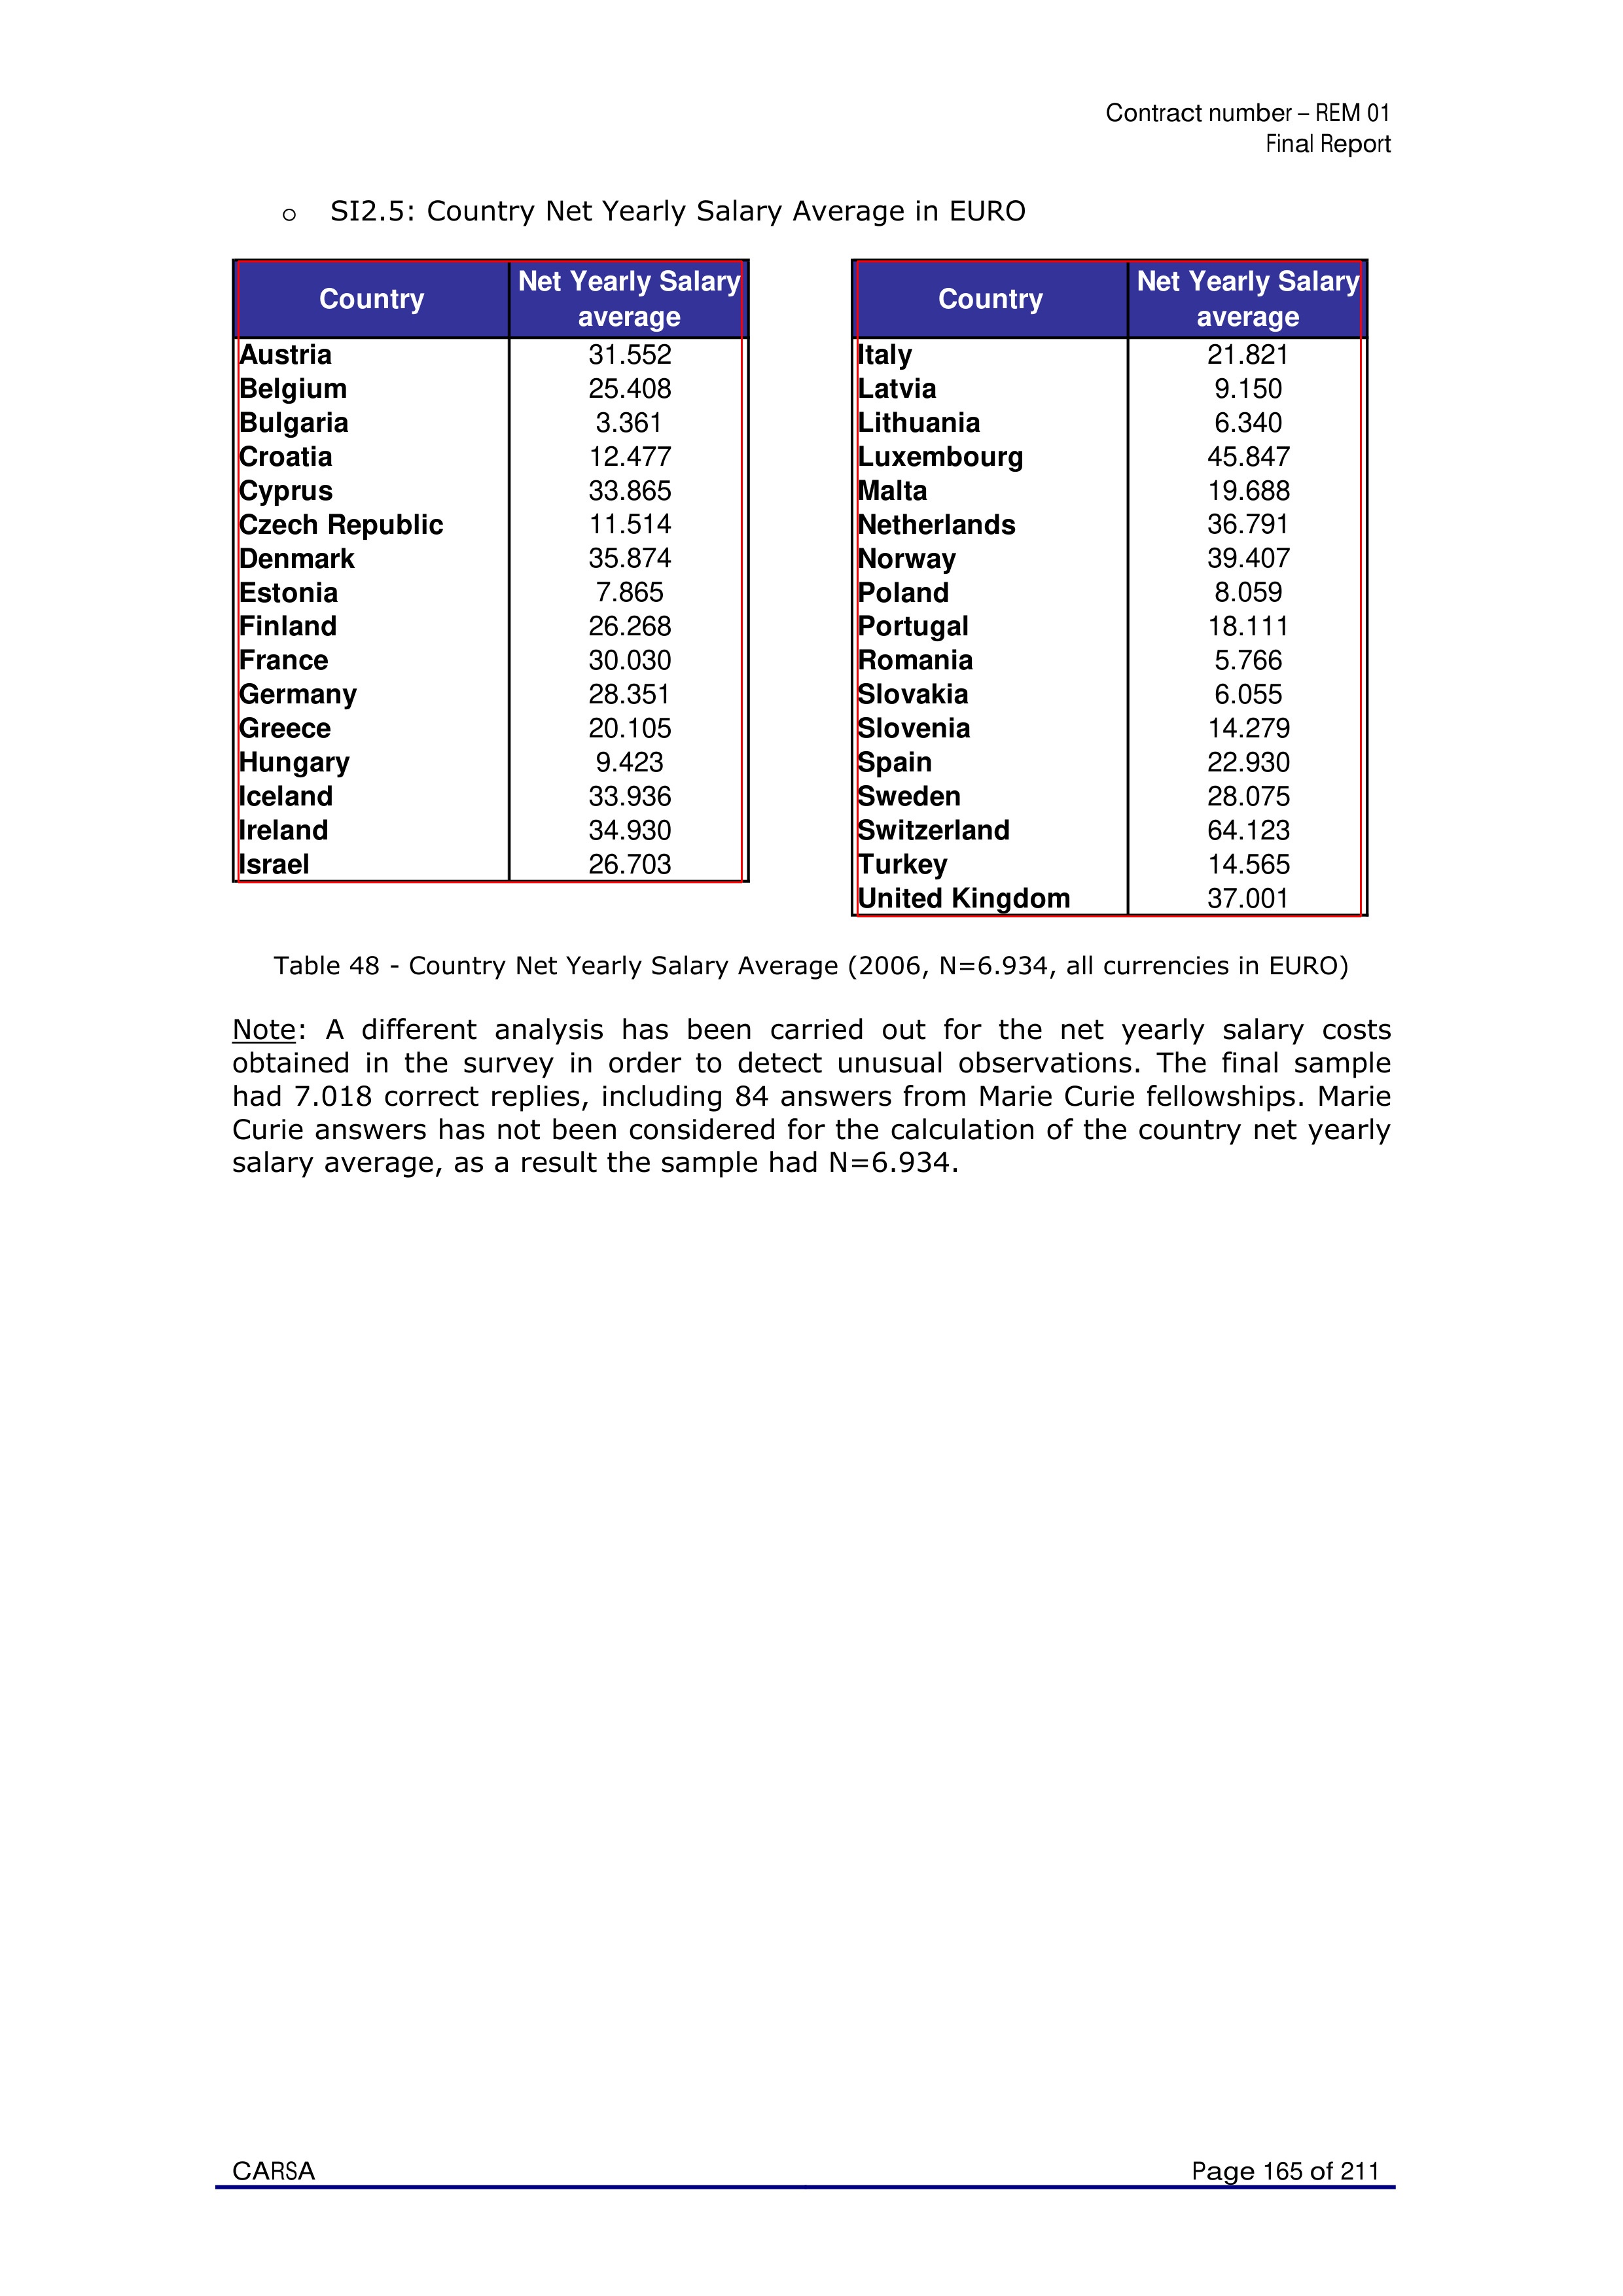 Contract number – REM 01
Final Report
o SI2.5: Country Net Yearly Salary Average in EURO
Country Net Yearly Salary average
Austria 31.552
Belgium 25.408
Bulgaria 3.361
Croatia 12.477
Cyprus 33.865
Czech Republic 11.514
Denmark 35.874
Estonia 7.865
Finland 26.268
France 30.030
Germany 28.351
Greece 20.105
Hungary 9.423
Iceland 33.936
Ireland 34.930
Israel 26.703
Country Net Yearly Salary average
Italy 21.821
Latvia 9.150
Lithuania 6.340
Luxembourg 45.847
Malta 19.688
Netherlands 36.791
Norway 39.407
Poland 8.059
Portugal 18.111
Romania 5.766
Slovakia 6.055
Slovenia 14.279
Spain 22.930
Sweden 28.075
Switzerland 64.123
Turkey 14.565
United Kingdom 37.001
Table 48 - Country Net Yearly Salary Average (2006, N=6.934, all currencies in EURO)
Note: A different analysis has been carried out for the net yearly salary costs
obtained in the survey in order to detect unusual observations. The final sample
had 7.018 correct replies, including 84 answers from Marie Curie fellowships. Marie
Curie answers has not been considered for the calculation of the country net yearly
salary average, as a result the sample had N=6.934.
CARSA Page 165 of 211